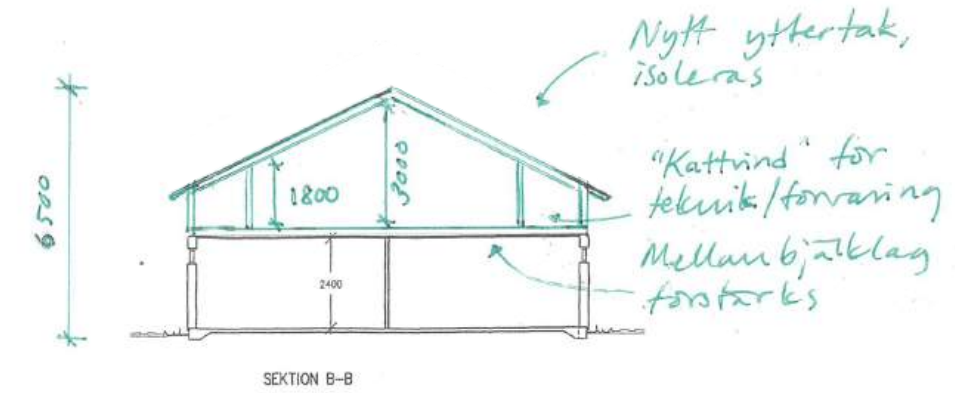 Nytt yttertak,
isoleras
"Kattvind" för
teknik/förvaring
Mellanbjälklag
förstärks
6500
1800
3000
2400
SEKTION B-B